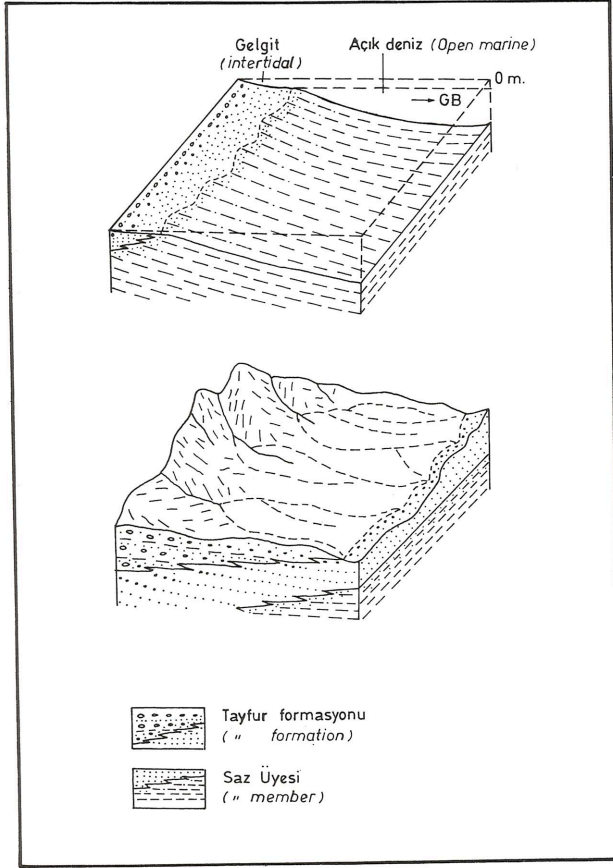 Gelgit
(intertidal)
Açık deniz (Open marine)
0 m.
→ GB
Tayfur formasyonu
(〃 formation)
Saz Üyesi
(〃 member)